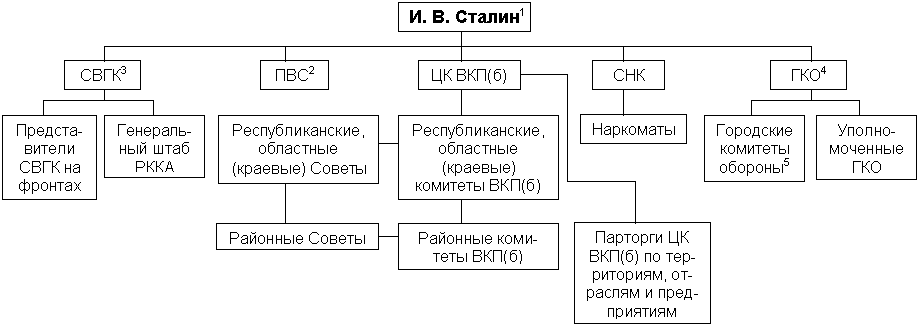 И. В. Сталин¹
СВГК³
ПВС²
ЦК ВКП(б)
СНК
ГКО⁴
Предста-
вители
СВГК на
фронтах
Генераль-
ный штаб
РККА
Республиканские,
областные
(краевые) Советы
Республиканские,
областные
(краевые)
комитеты ВКП(б)
Наркоматы
Городские
комитеты
обороны⁵
Уполно-
моченные
ГКО
Районные Советы
Районные коми-
теты ВКП(б)
Парторги ЦК
ВКП(б) по тер-
риториям, от-
раслям и пред-
приятиям